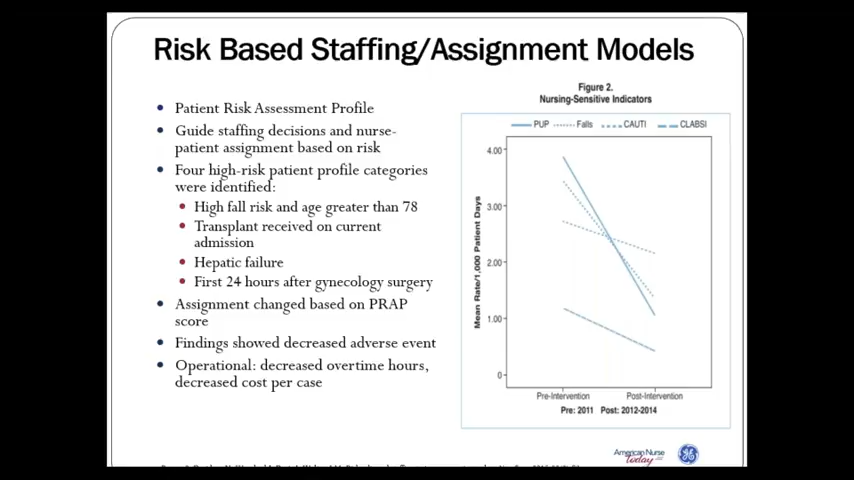 Risk Based Staffing/Assignment Models
Patient Risk Assessment Profile
Guide staffing decisions and nurse-
patient assignment based on risk
Four high-risk patient profile categories
were identified:
High fall risk and age greater than 78
Transplant received on current
admission
Hepatic failure
First 24 hours after gynecology surgery
Assignment changed based on PRAP
score
Findings showed decreased adverse event
Operational: decreased overtime hours,
decreased cost per case
Figure 2.
Nursing-Sensitive Indicators
PUP Falls CAUTI CLABSI
Mean Rate/1,000 Patient Days
4.00
3.00
2.00
1.00
0
Pre-Intervention Post-Intervention
Pre: 2011 Post: 2012-2014
American Nurse
Today